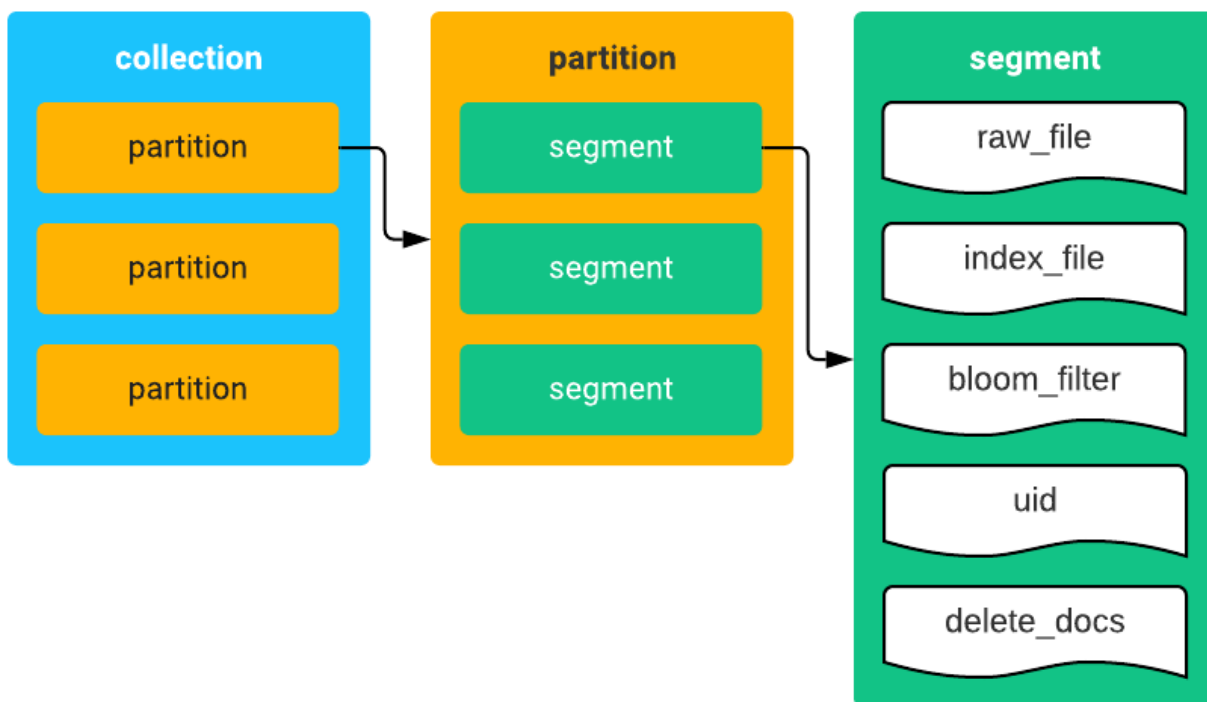 collection
partition
partition
partition
partition
segment
segment
segment
segment
raw_file
index_file
bloom_filter
uid
delete_docs